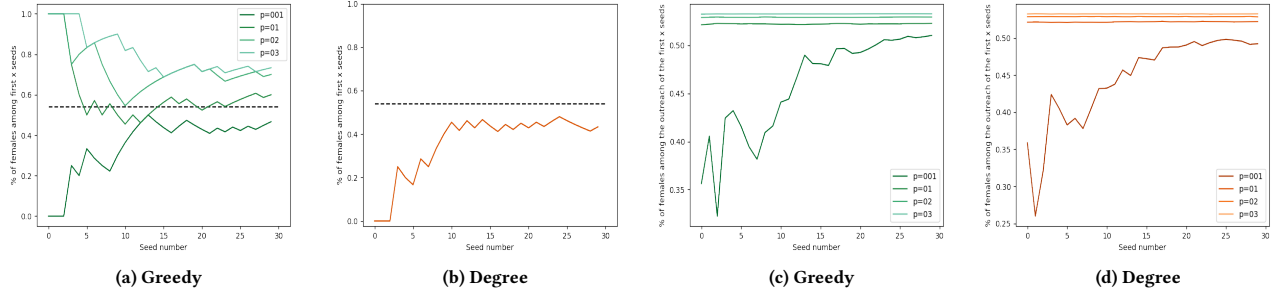 % of females among first x seeds
1.0
0.8
0.6
0.4
0.2
0.0
p=001
p=01
p=02
p=03
0 5 10 15 20 25 30
Seed number
(a) Greedy
% of females among first x seeds
1.0
0.8
0.6
0.4
0.2
0.0
0 5 10 15 20 25 30
Seed number
(b) Degree
% of females among the outreach of the first x seeds
0.50
0.45
0.40
0.35
p=001
p=01
p=02
p=03
0 5 10 15 20 25 30
Seed number
(c) Greedy
% of females among the outreach of the first x seeds
0.50
0.45
0.40
0.35
0.30
0.25
p=001
p=01
p=02
p=03
0 5 10 15 20 25 30
Seed number
(d) Degree